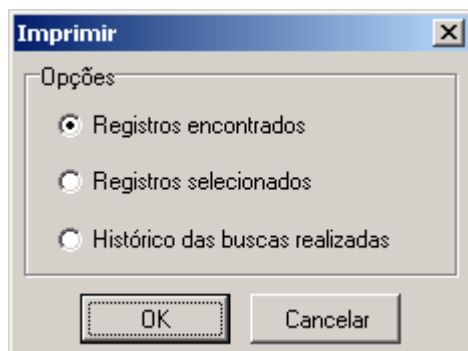 Imprimir
Opções
Registros encontrados
Registros selecionados
Histórico das buscas realizadas
OK Cancelar